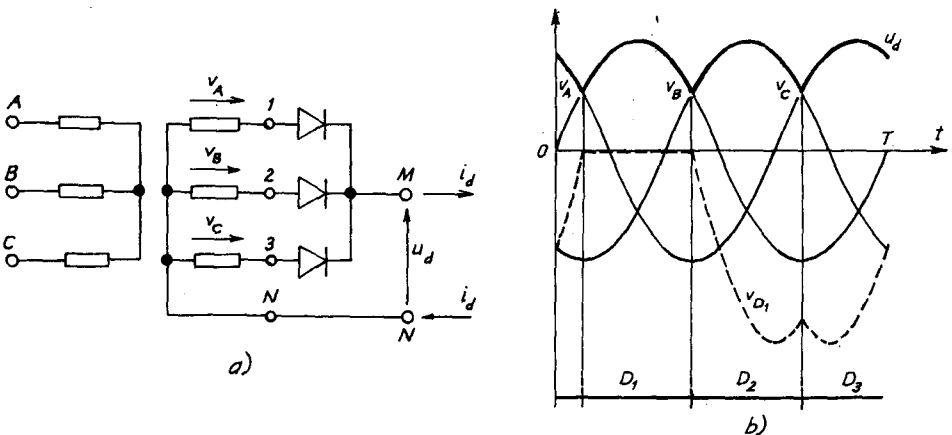 A
B
C
v_A
1
v_B
2
v_C
3
N
M
i_d
u_d
i_d
N
a)
u
u_d
v_A
v_B
v_C
0
T
t
v_D1
D_1
D_2
D_3
b)